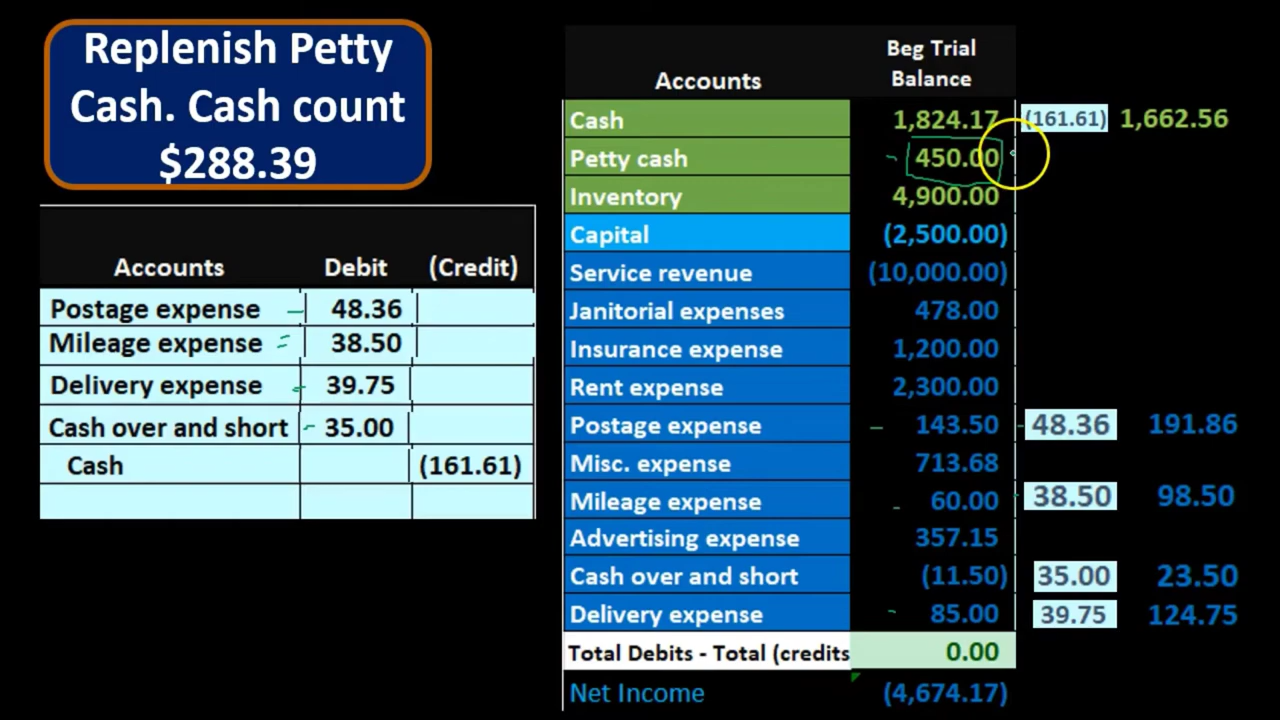 Replenish Petty
Cash. Cash count
$288.39
Accounts Debit (Credit)
Postage expense 48.36
Mileage expense 38.50
Delivery expense 39.75
Cash over and short 35.00
Cash (161.61)
Beg Trial
Accounts Balance
Cash 1,824.17 (161.61) 1,662.56
Petty cash 450.00
Inventory 4,900.00
Capital (2,500.00)
Service revenue (10,000.00)
Janitorial expenses 478.00
Insurance expense 1,200.00
Rent expense 2,300.00
Postage expense 143.50 48.36 191.86
Misc. expense 713.68
Mileage expense 60.00 38.50 98.50
Advertising expense 357.15
Cash over and short (11.50) 35.00 23.50
Delivery expense 85.00 39.75 124.75
Total Debits - Total (credits 0.00
Net Income (4,674.17)